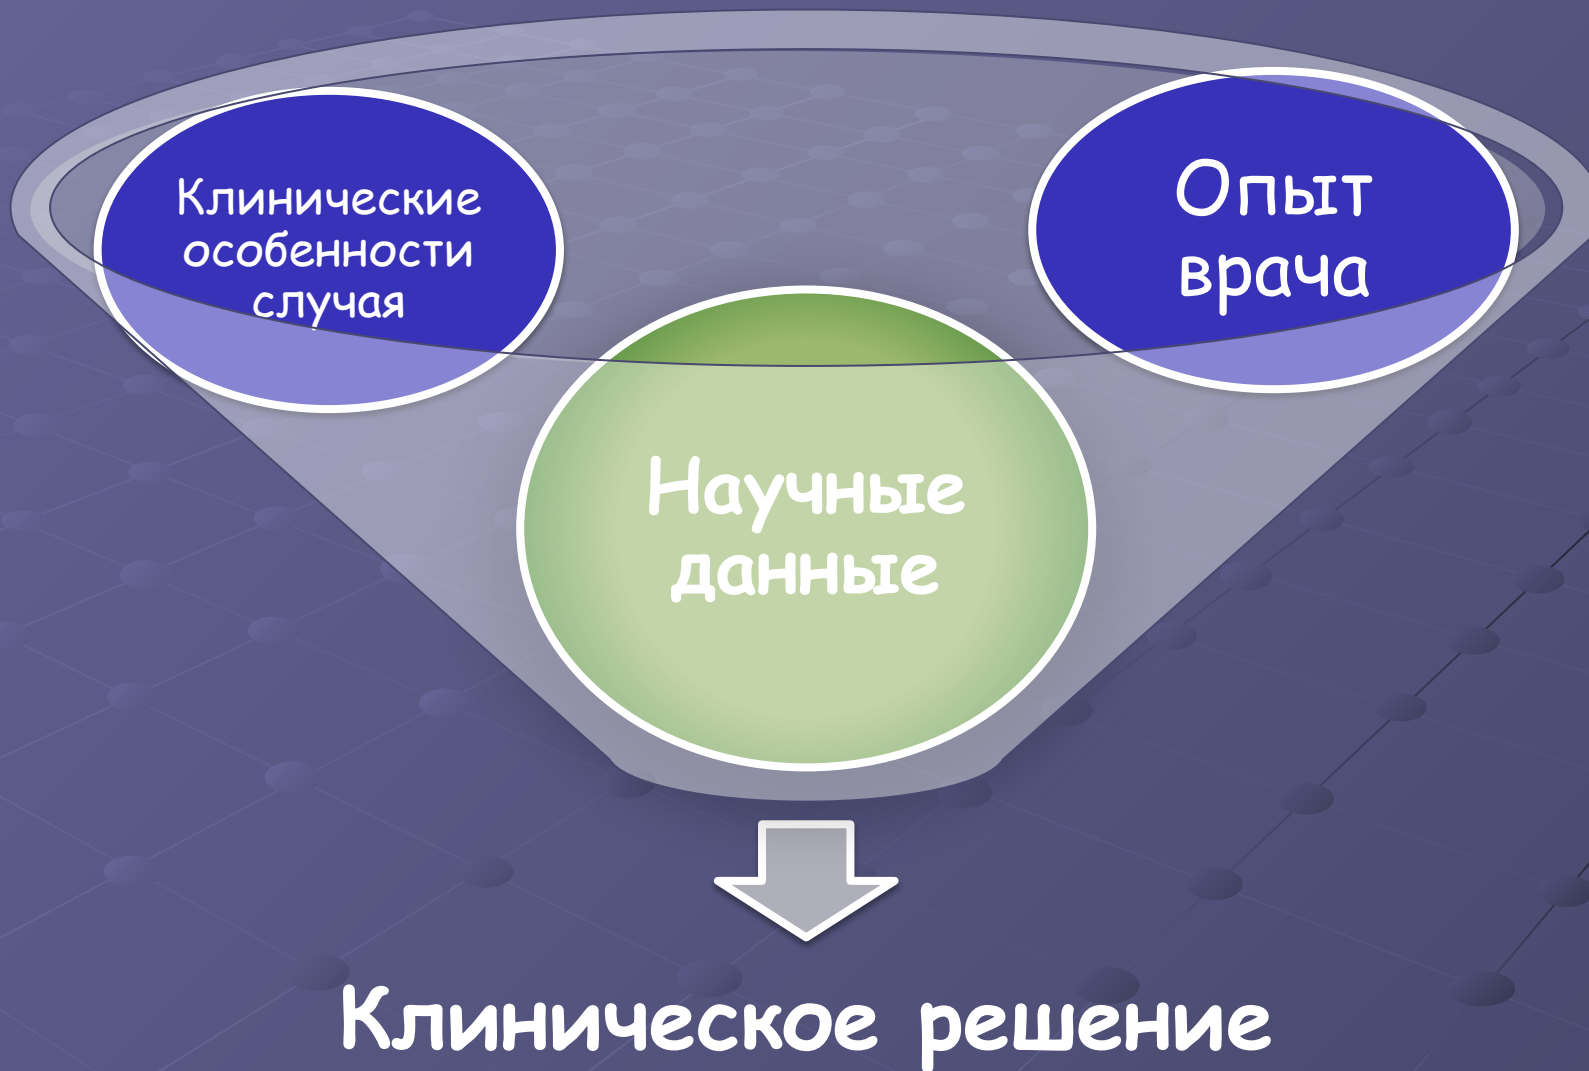 Клинические
особенности
случая
Опыт
врача
Научные
данные
Клиническое решение